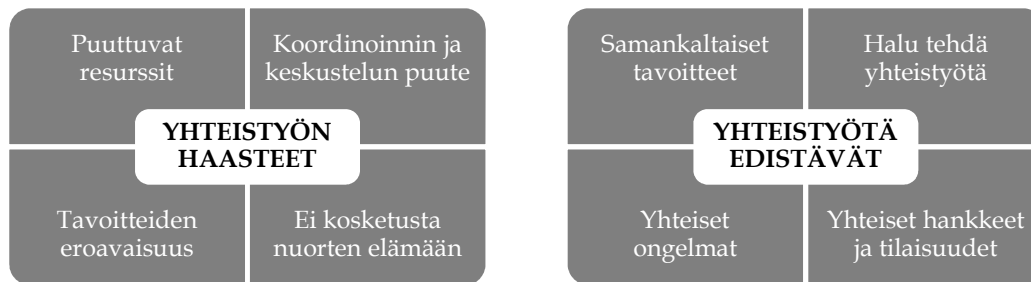 Puuttuvat
resurssit
Koordinoinnin ja
keskustelun puute
YHTEISTYÖN
HAASTEET
Tavoitteiden
eroavaisuus
Ei kosketusta
nuorten elämään
Samankaltaiset
tavoitteet
Halu tehdä
yhteistyötä
YHTEISTYÖTÄ
EDISTÄVÄT
Yhteiset
ongelmat
Yhteiset hankkeet
ja tilaisuudet